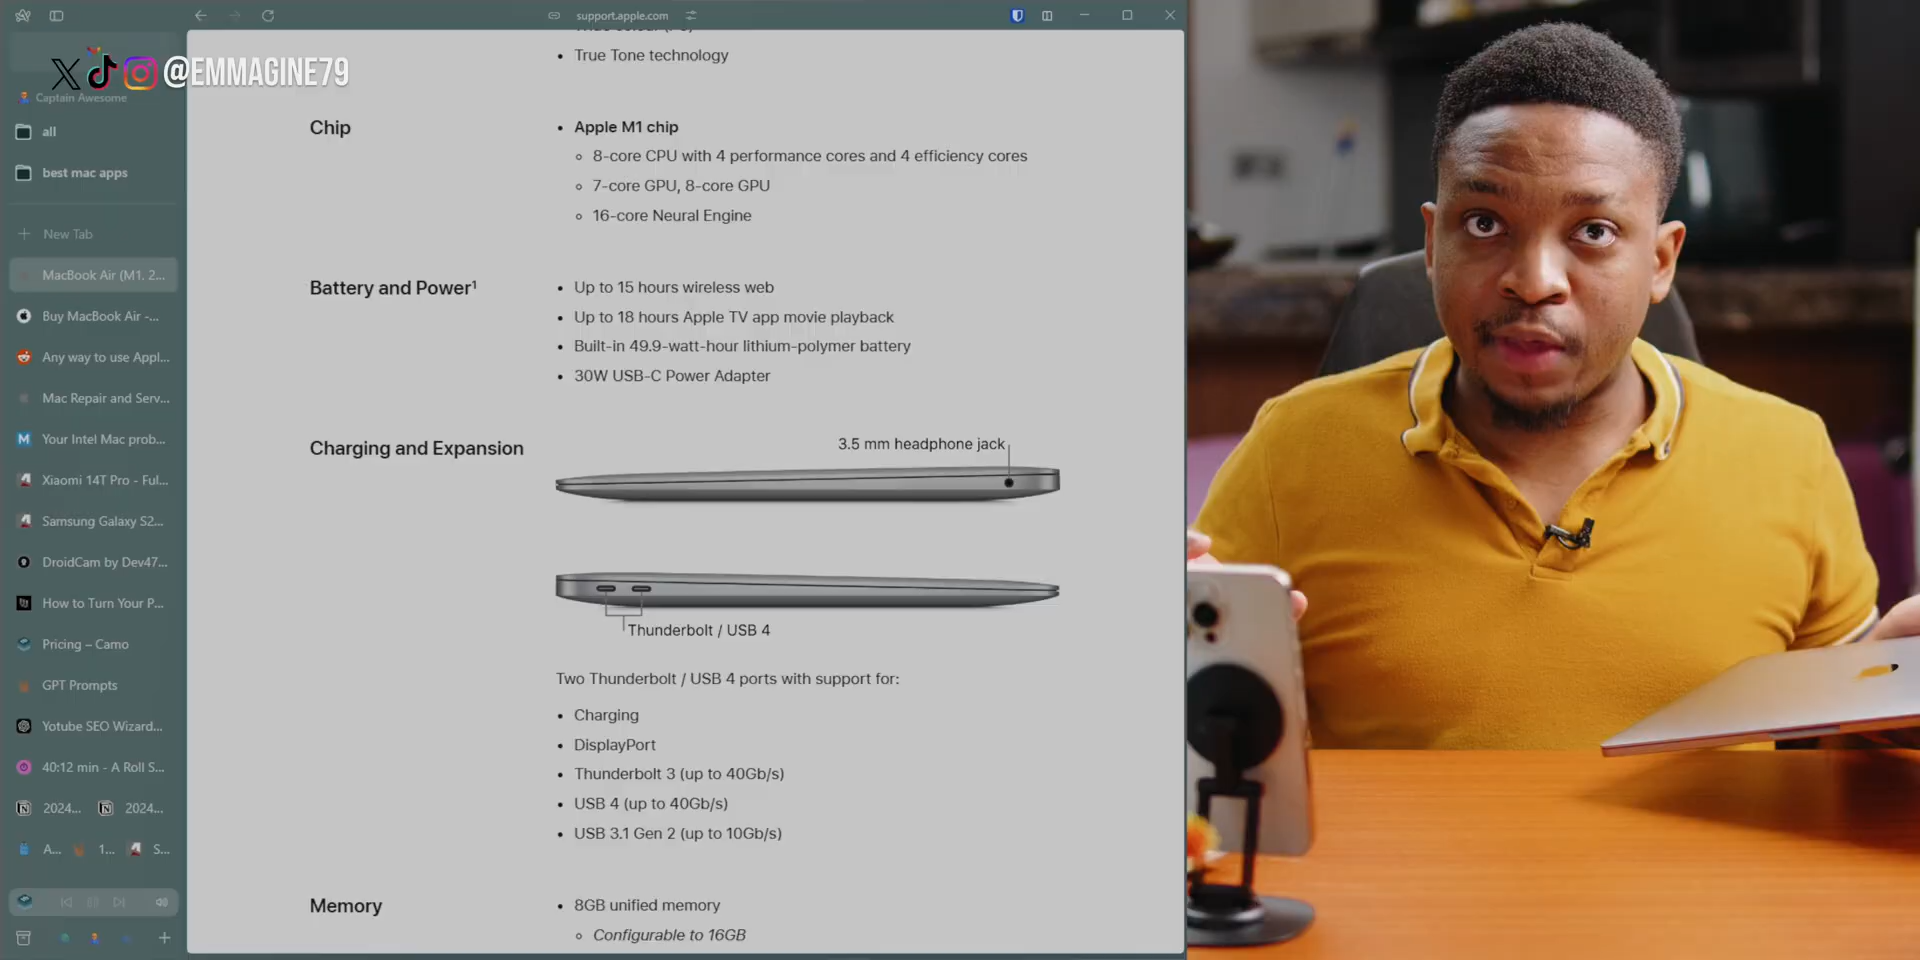 support.apple.com
@EMMAGINE79
Captain Awesome
all
best mac apps
New Tab
MacBook Air (M1, 2...
Buy MacBook Air -...
Any way to use Appl...
Mac Repair and Serv...
Your Intel Mac prob...
Xiaomi 14T Pro - Ful...
Samsung Galaxy S2...
DroidCam by Dev47...
How to Turn Your P...
Pricing – Camo
GPT Prompts
Yotube SEO Wizard...
40:12 min - A Roll S...
2024... 2024...
A... 1... S...
True Tone technology
Chip
Apple M1 chip
8-core CPU with 4 performance cores and 4 efficiency cores
7-core GPU, 8-core GPU
16-core Neural Engine
Battery and Power¹
Up to 15 hours wireless web
Up to 18 hours Apple TV app movie playback
Built-in 49.9-watt-hour lithium-polymer battery
30W USB-C Power Adapter
Charging and Expansion
3.5 mm headphone jack
Thunderbolt / USB 4
Two Thunderbolt / USB 4 ports with support for:
Charging
DisplayPort
Thunderbolt 3 (up to 40Gb/s)
USB 4 (up to 40Gb/s)
USB 3.1 Gen 2 (up to 10Gb/s)
Memory
8GB unified memory
Configurable to 16GB